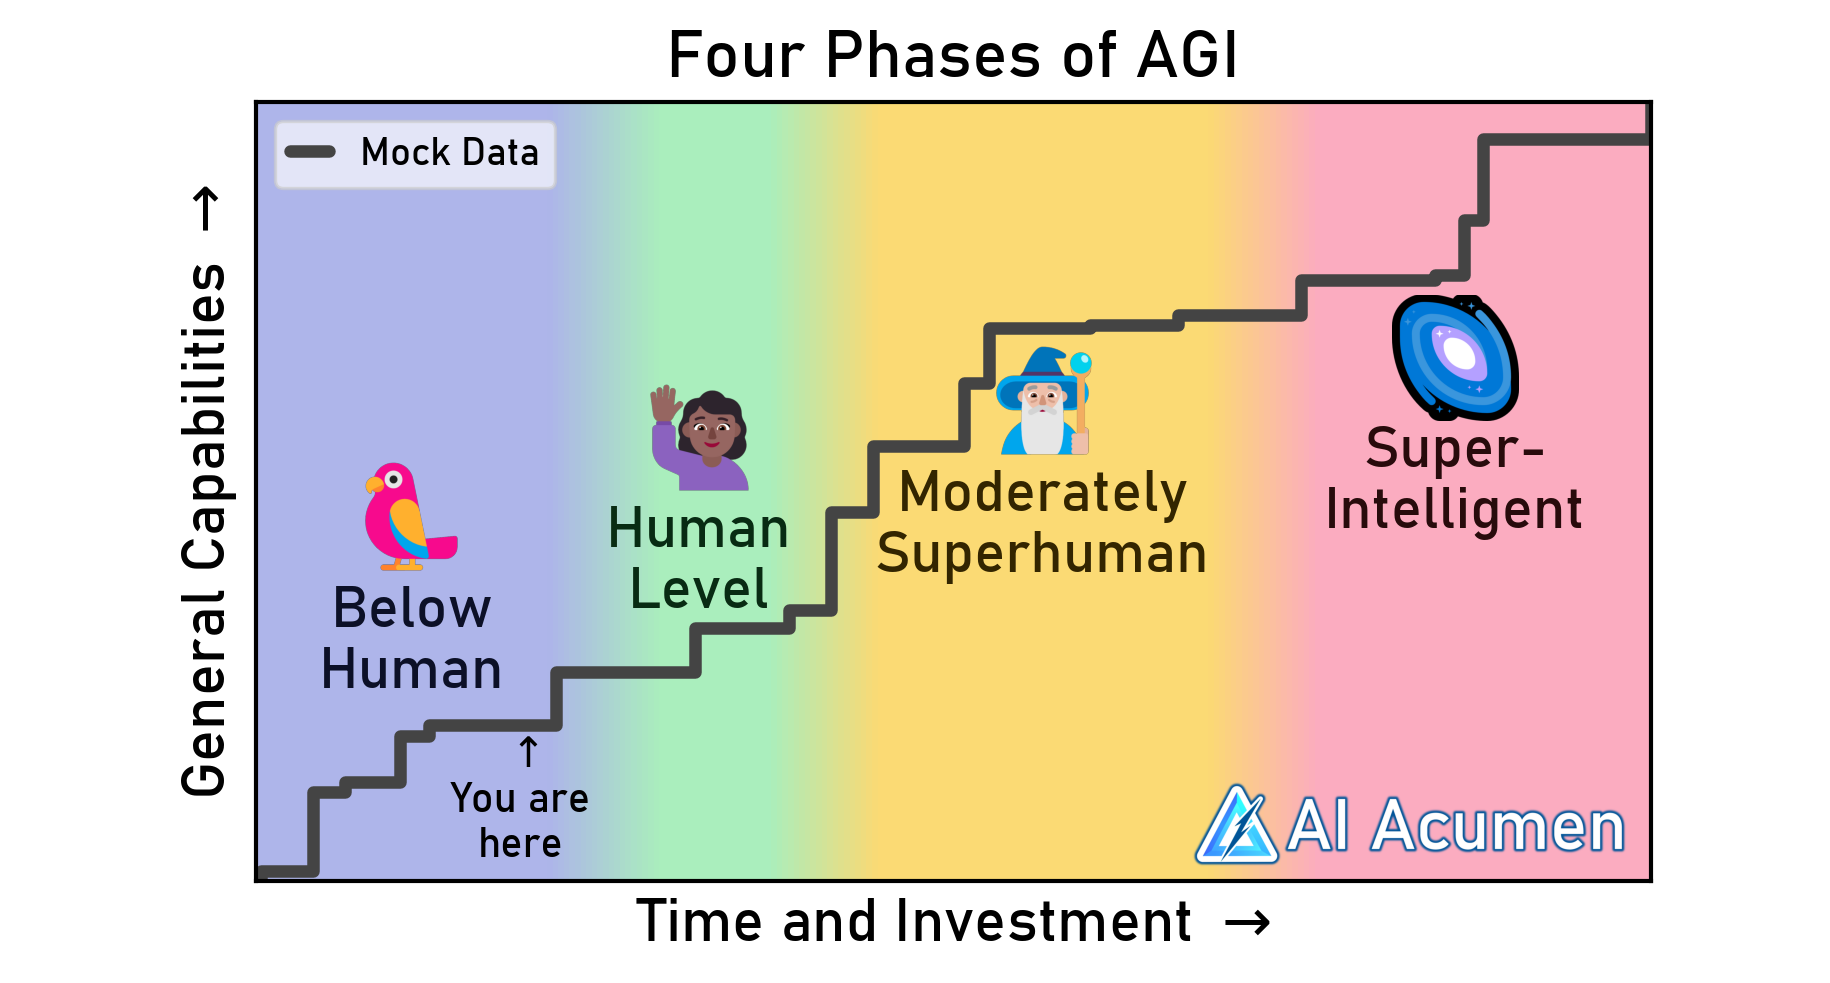 Four Phases of AGI
Mock Data
General Capabilities →
Below
Human
Human
Level
Moderately
Superhuman
Super-
Intelligent
↑
You are
here
AI Acumen
Time and Investment →